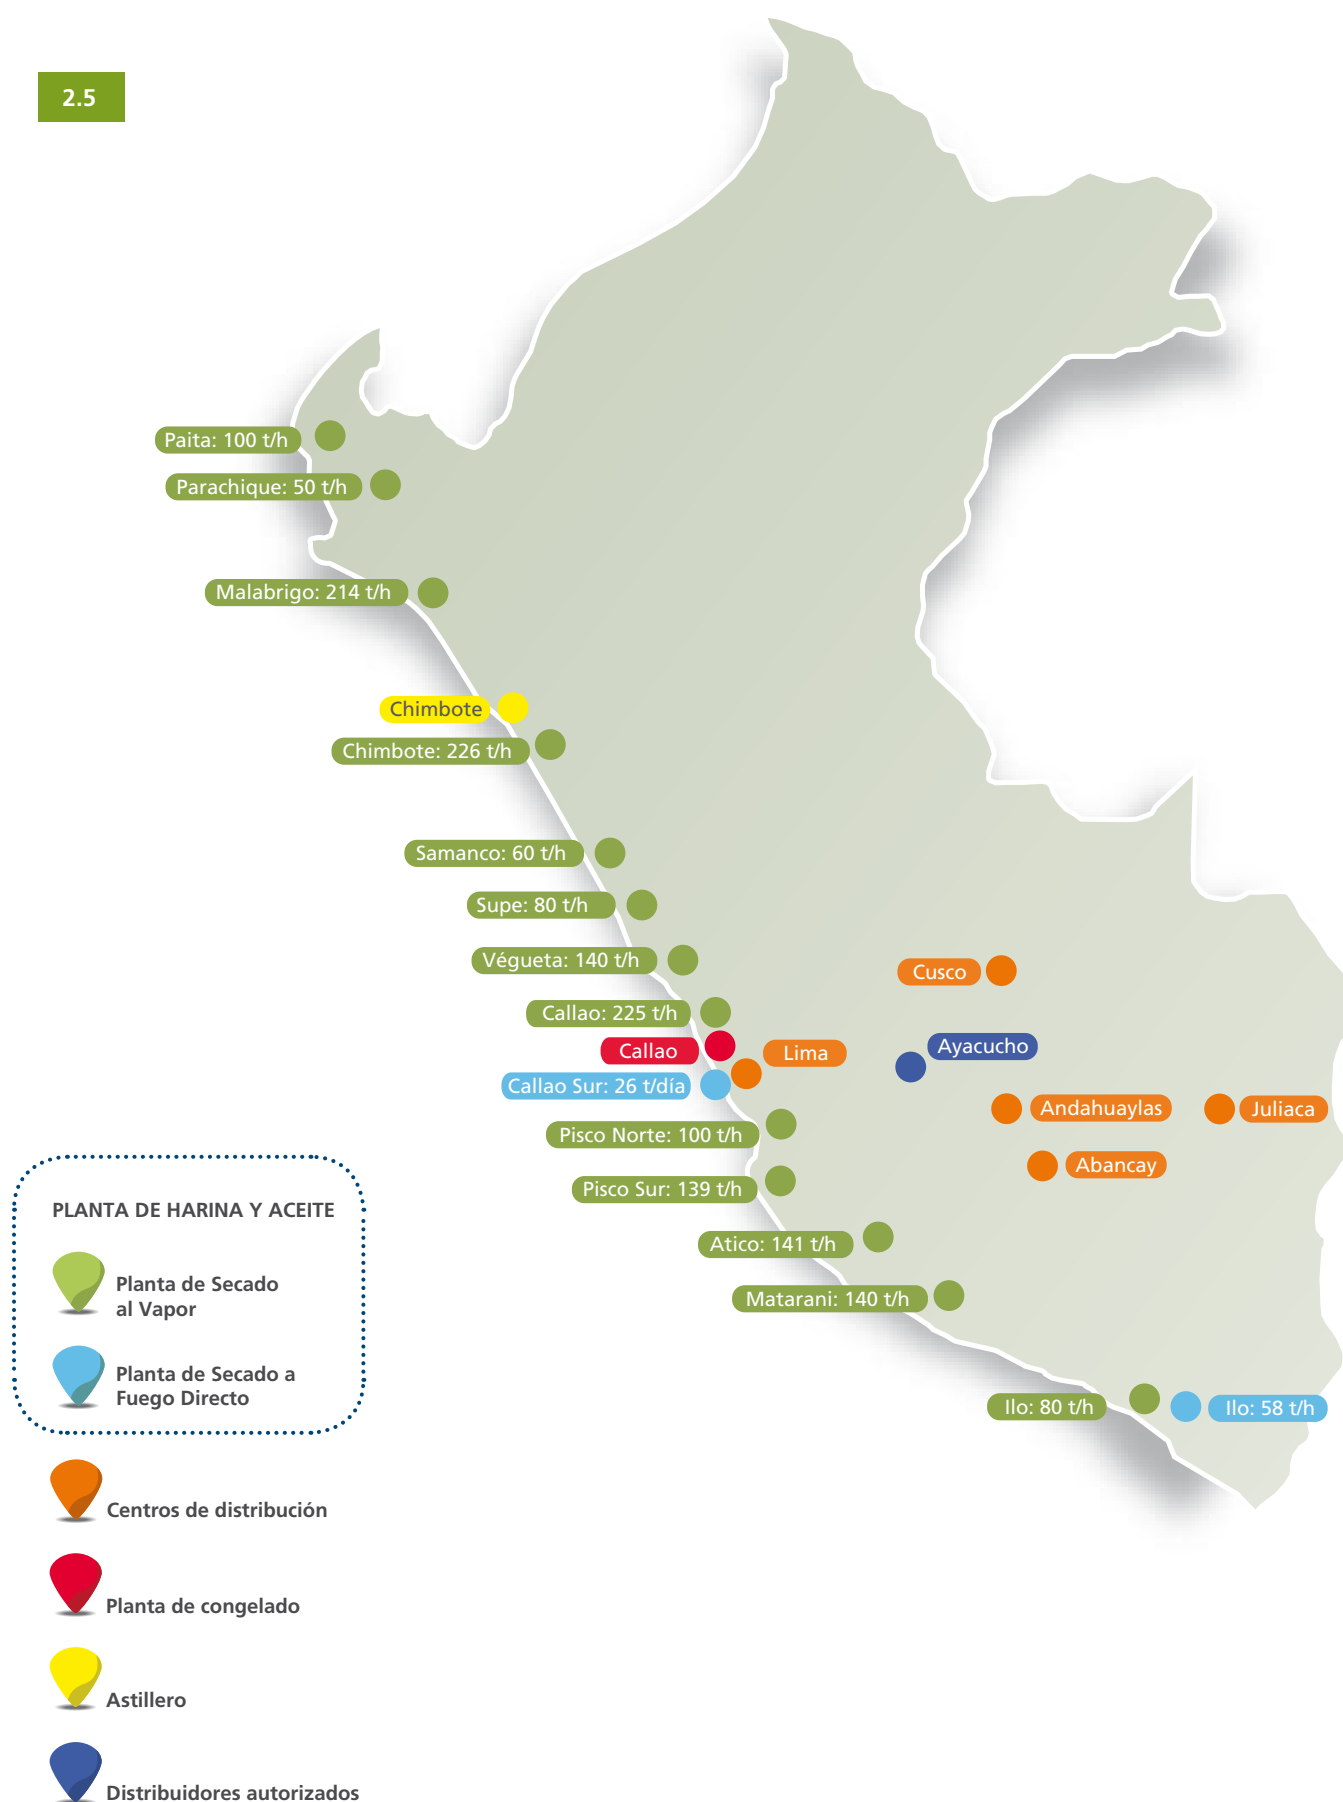 2.5
Paita: 100 t/h
Parachique: 50 t/h
Malabrigo: 214 t/h
Chimbote
Chimbote: 226 t/h
Samanco: 60 t/h
Supe: 80 t/h
Végueta: 140 t/h
Cusco
Callao: 225 t/h
Callao
Lima
Ayacucho
Callao Sur: 26 t/día
Andahuaylas
Juliaca
Pisco Norte: 100 t/h
Abancay
Pisco Sur: 139 t/h
Atico: 141 t/h
Matarani: 140 t/h
Ilo: 80 t/h
Ilo: 58 t/h
PLANTA DE HARINA Y ACEITE
Planta de Secado
al Vapor
Planta de Secado a
Fuego Directo
Centros de distribución
Planta de congelado
Astillero
Distribuidores autorizados